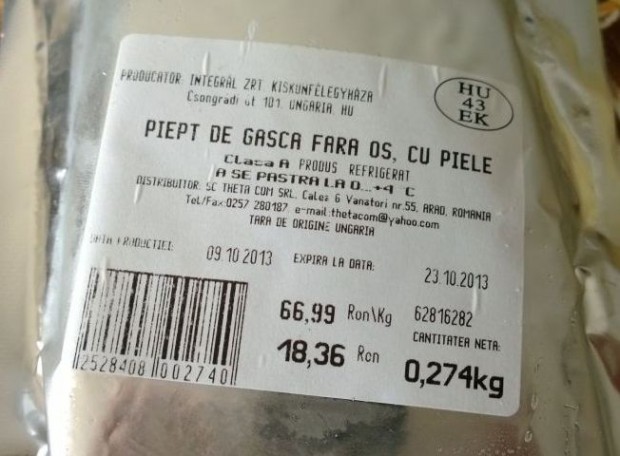 PRODUCATOR INTEGRAL ZRT KISKUNFÉLEGYHÁZA
Csongradi ut 101 UNGARIA HU
HU
43
EK
PIEPT DE GASCA FARA OS, CU PIELE
Clasa A PRODUS REFRIGERAT
A SE PASTRA LA 0...+4 C
DISTRIBUITOR: SC THETA COM SRL. Calea 6 Vanatori nr.55, ARAD, ROMANIA
Tel/Fax:0257 280187 e-mail:thetacom@yahoo.com
TARA DE ORIGINE UNGARIA
DATA PRODUCTIEI: 09.10.2013 EXPIRA LA DATA: 23.10.2013
66,99 Ron\Kg 62816282
CANTITATEA NETA:
18,36 Ron 0,274kg
2528408 002740